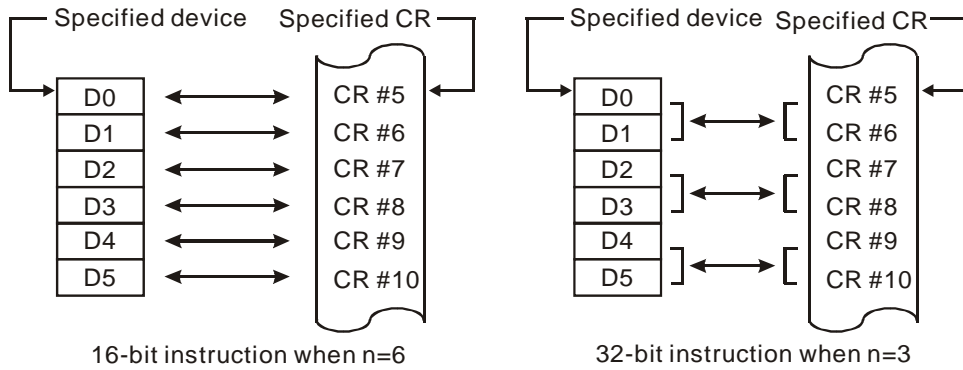 Specified device Specified CR
D0 CR #5
D1 CR #6
D2 CR #7
D3 CR #8
D4 CR #9
D5 CR #10
16-bit instruction when n=6
Specified device Specified CR
D0 CR #5
D1 CR #6
D2 CR #7
D3 CR #8
D4 CR #9
D5 CR #10
32-bit instruction when n=3